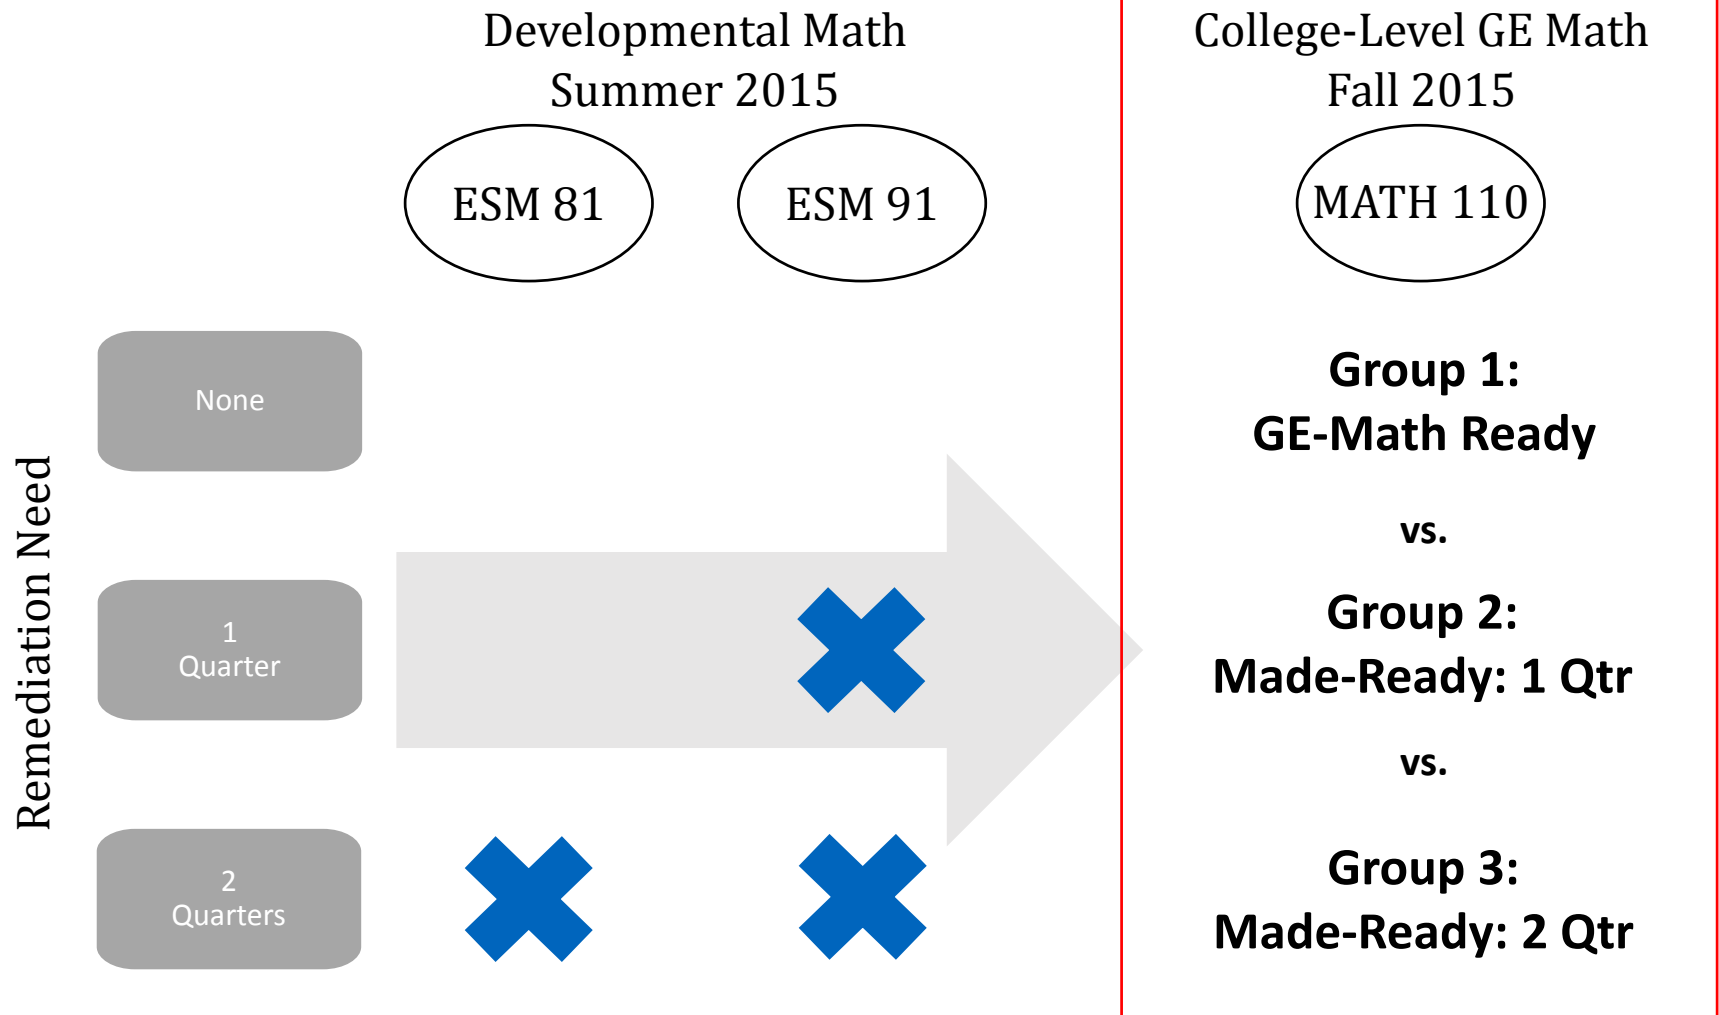 Developmental Math
Summer 2015
College-Level GE Math
Fall 2015
ESM 81
ESM 91
MATH 110
Remediation Need
None
Group 1:
GE-Math Ready
vs.
1
Quarter
Group 2:
Made-Ready: 1 Qtr
vs.
2
Quarters
Group 3:
Made-Ready: 2 Qtr